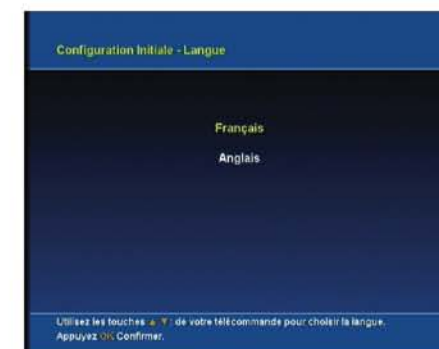 Configuration Initiale - Langue
Français
Anglais
Utilisez les touches ▲ ▼ : de votre télécommande pour choisir la langue.
Appuyez OK Confirmer.